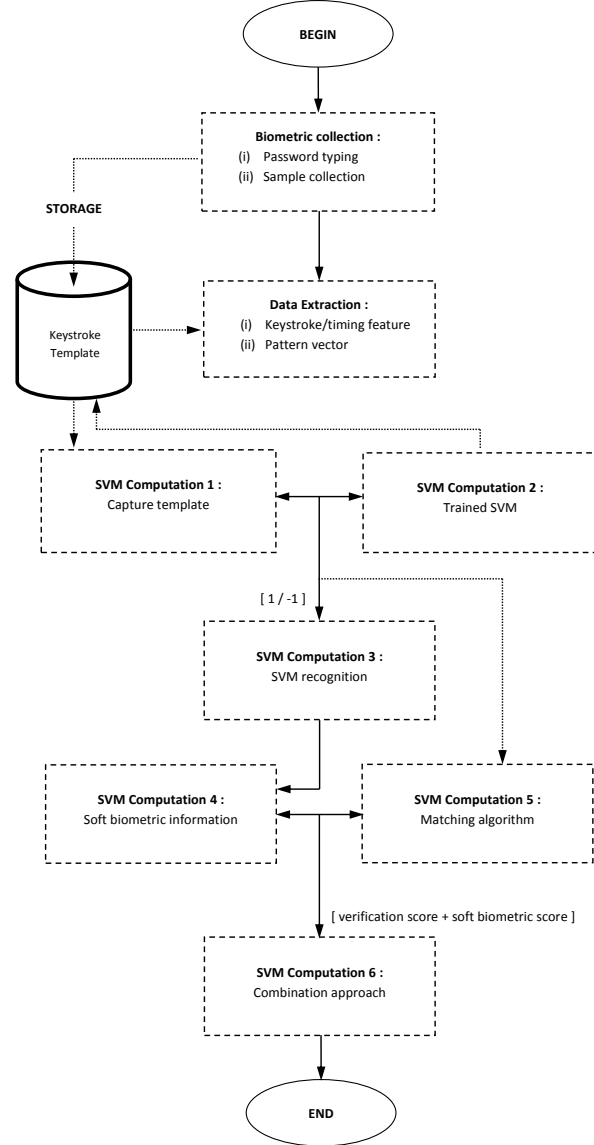 BEGIN
Biometric collection :
(i) Password typing
(ii) Sample collection
STORAGE
Keystroke
Template
Data Extraction :
(i) Keystroke/timing feature
(ii) Pattern vector
SVM Computation 1 :
Capture template
SVM Computation 2 :
Trained SVM
[ 1 / -1 ]
SVM Computation 3 :
SVM recognition
SVM Computation 4 :
Soft biometric information
SVM Computation 5 :
Matching algorithm
[ verification score + soft biometric score ]
SVM Computation 6 :
Combination approach
END